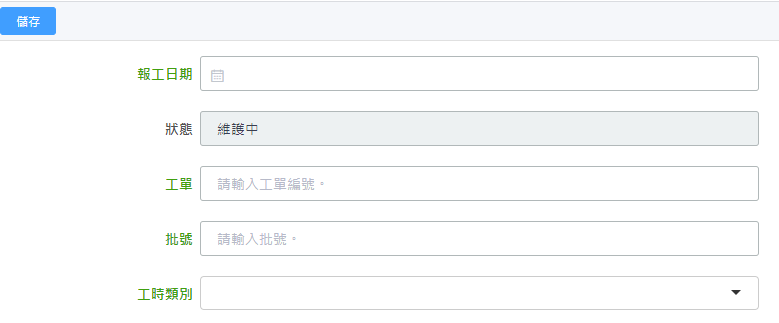 儲存
報工日期
狀態 維護中
工單 請輸入工單編號。
批號 請輸入批號。
工時類別